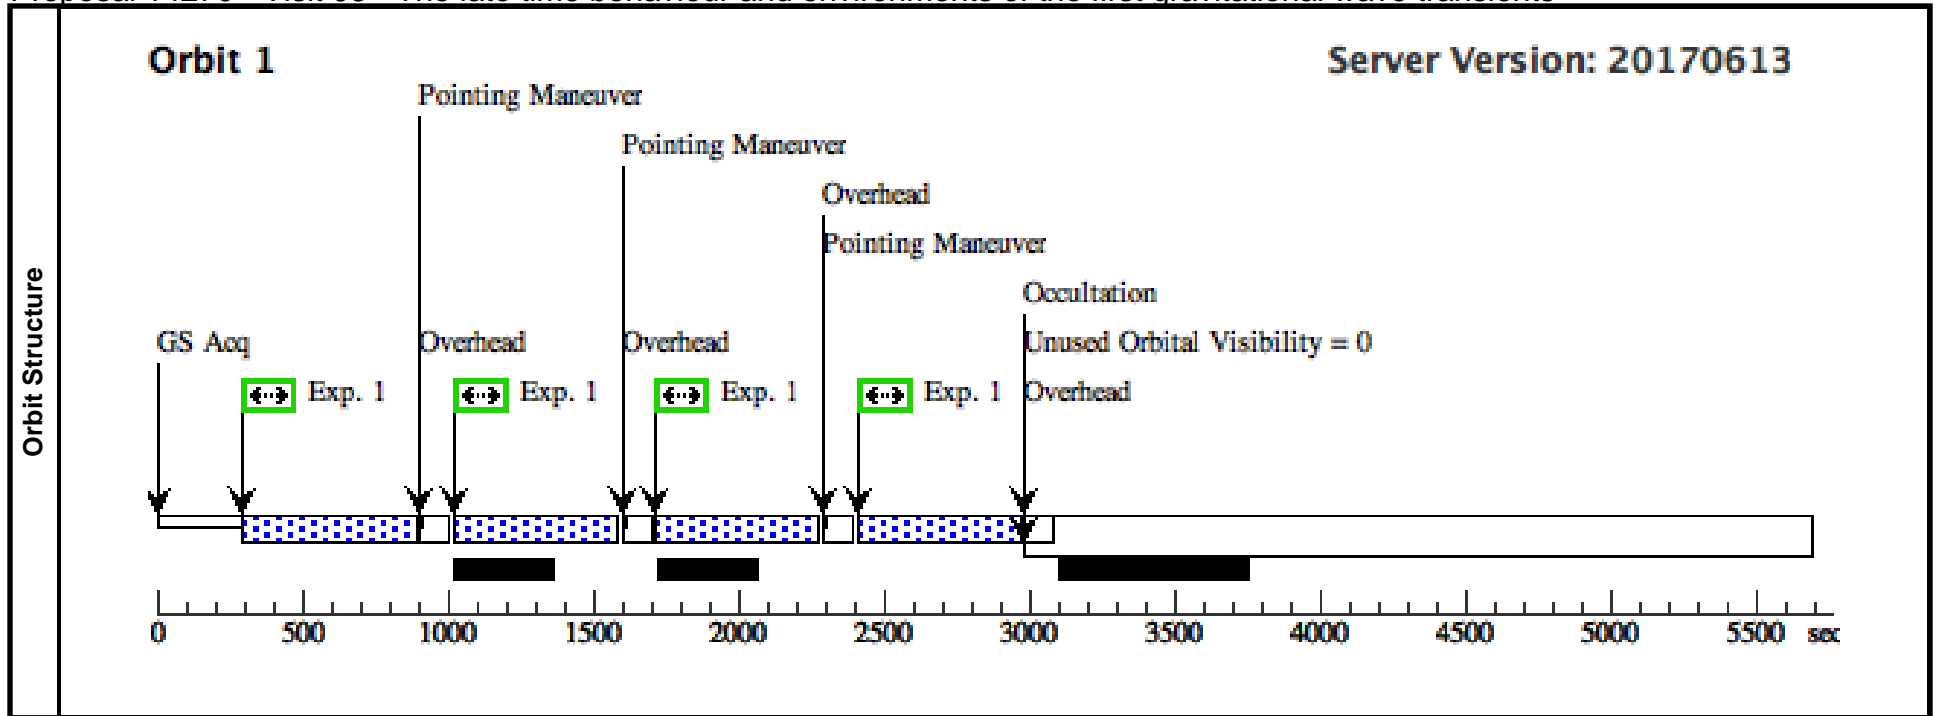 Orbit Structure
Orbit 1
Server Version: 20170613
Pointing Maneuver
Pointing Maneuver
Overhead
Pointing Maneuver
Occultation
GS Acq
Overhead
Overhead
Unused Orbital Visibility = 0
Exp. 1
Exp. 1
Exp. 1
Exp. 1
Overhead
0 500 1000 1500 2000 2500 3000 3500 4000 4500 5000 5500 sec